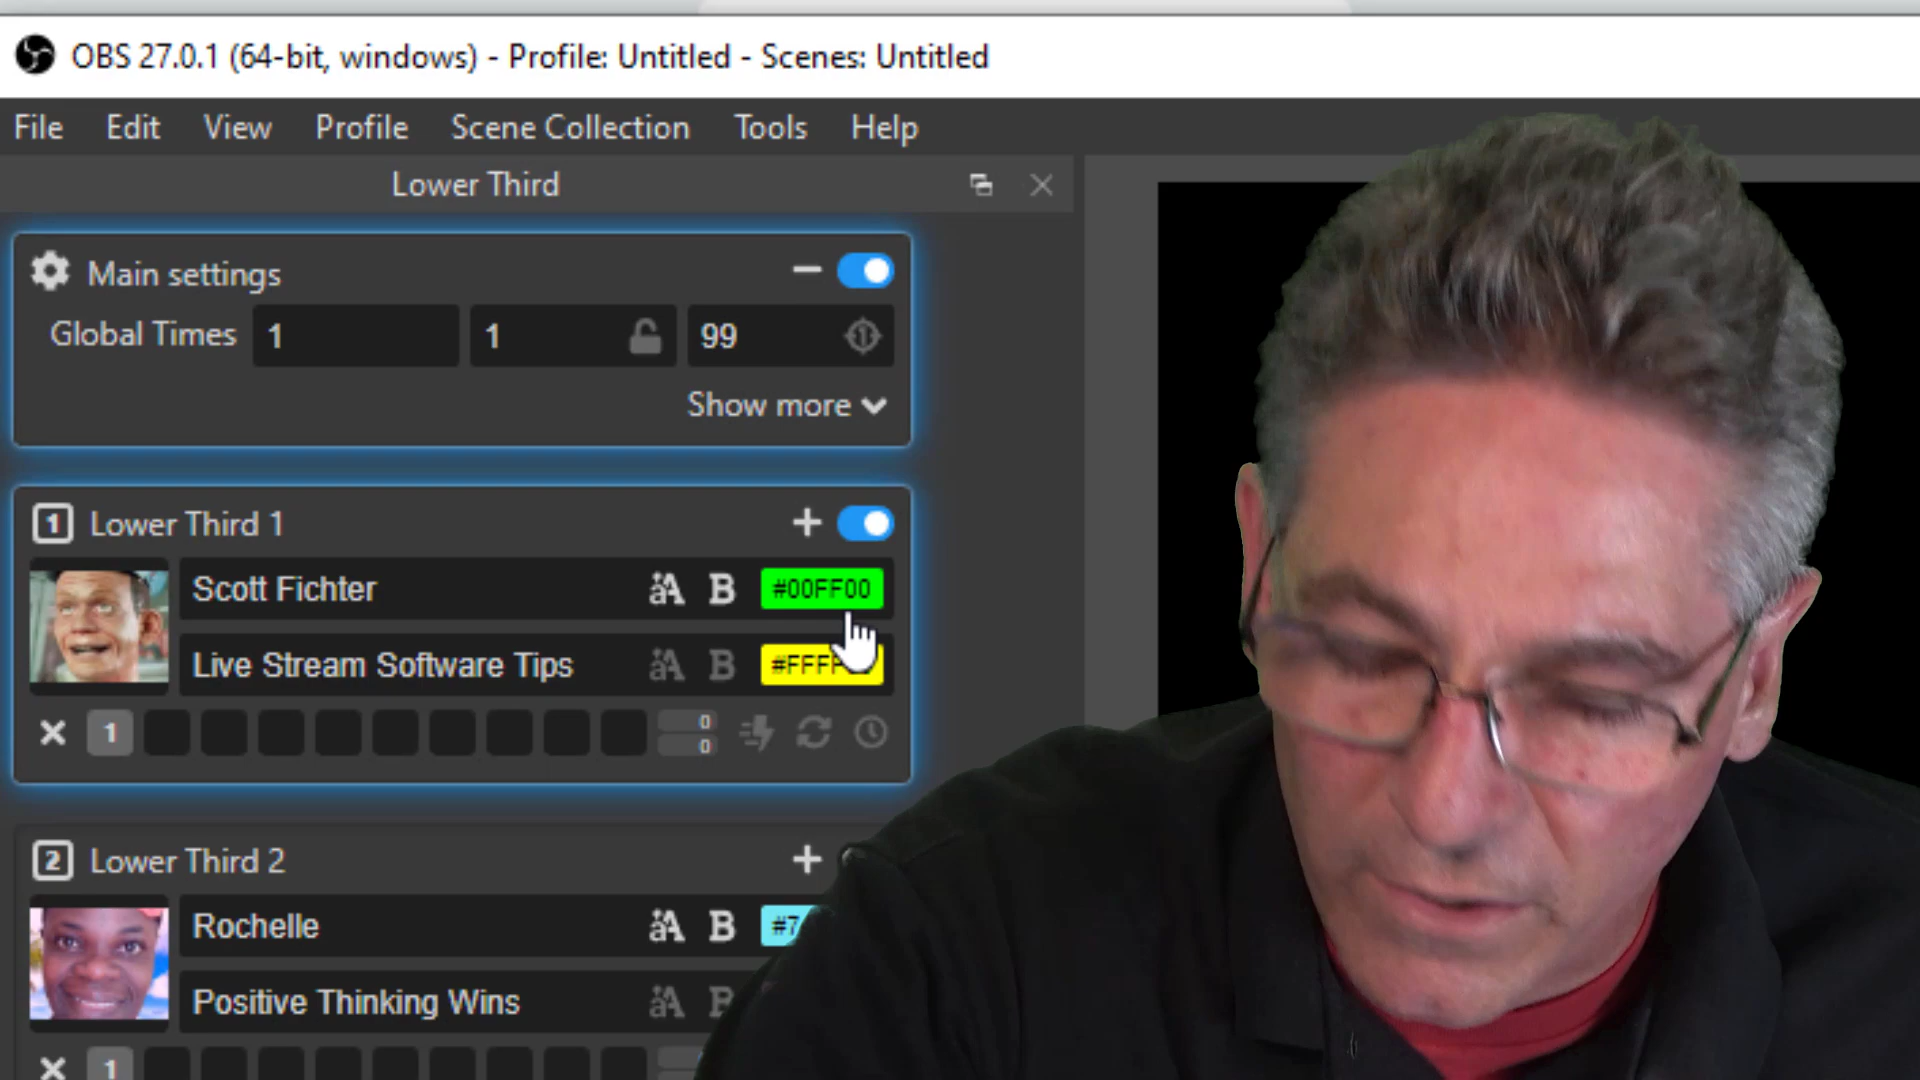 OBS 27.0.1 (64-bit, windows) - Profile: Untitled - Scenes: Untitled
File Edit View Profile Scene Collection Tools Help
Lower Third
Main settings
Global Times 1 1 99
Show more
1 Lower Third 1
Scott Fichter B #00FF00
Live Stream Software Tips B
1 0
0
2 Lower Third 2
Rochelle B
Positive Thinking Wins
1